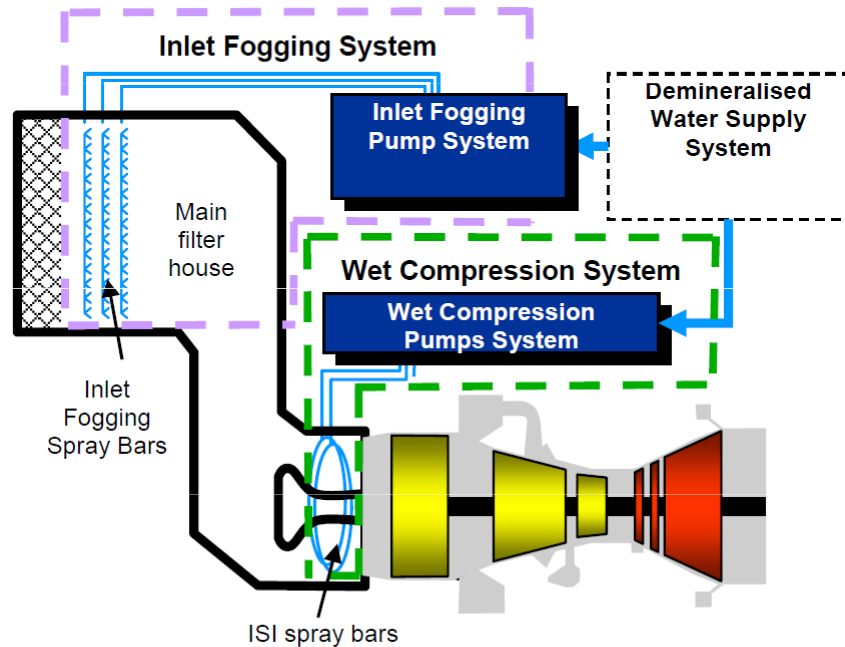 Inlet Fogging System
Inlet Fogging
Pump System
Demineralised
Water Supply
System
Main
filter
house
Wet Compression System
Wet Compression
Pumps System
Inlet
Fogging
Spray Bars
ISI spray bars